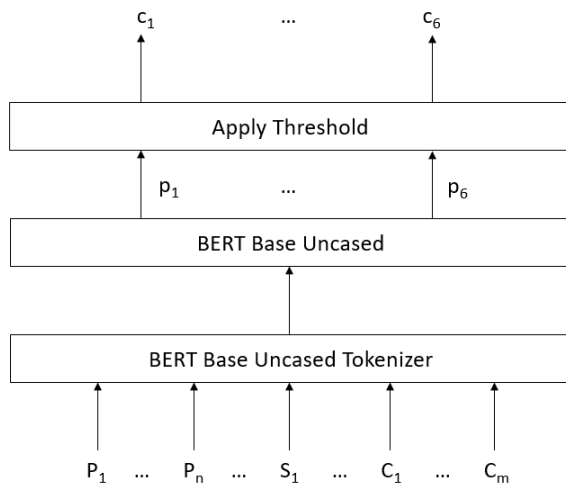 c₁ ... c₆
Apply Threshold
p₁ ... p₆
BERT Base Uncased
BERT Base Uncased Tokenizer
P₁ ... Pₙ ... S₁ ... C₁ ... Cₘ